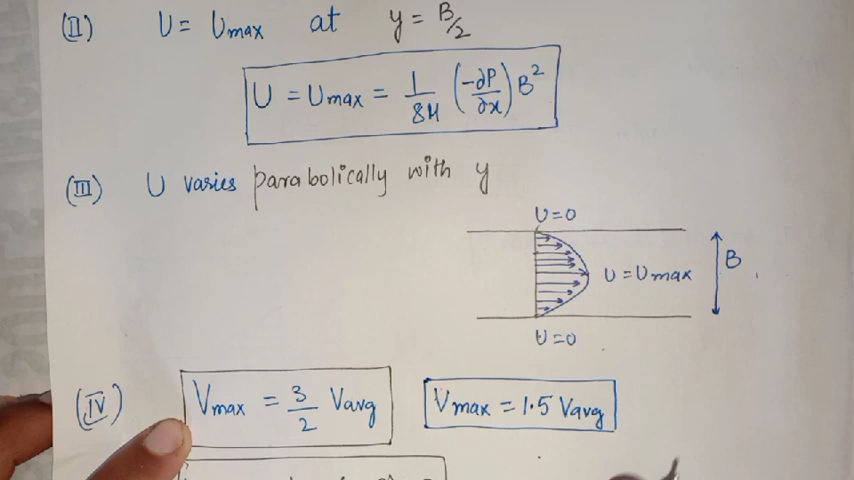 (II) U = Umax at y = B/2
U = Umax = 1/8μ (-∂P/∂x) B²
(III) U varies parabolically with y
U=0
U=Umax
B
U=0
(IV) Vmax = 3/2 Vavg
Vmax = 1.5 Vavg